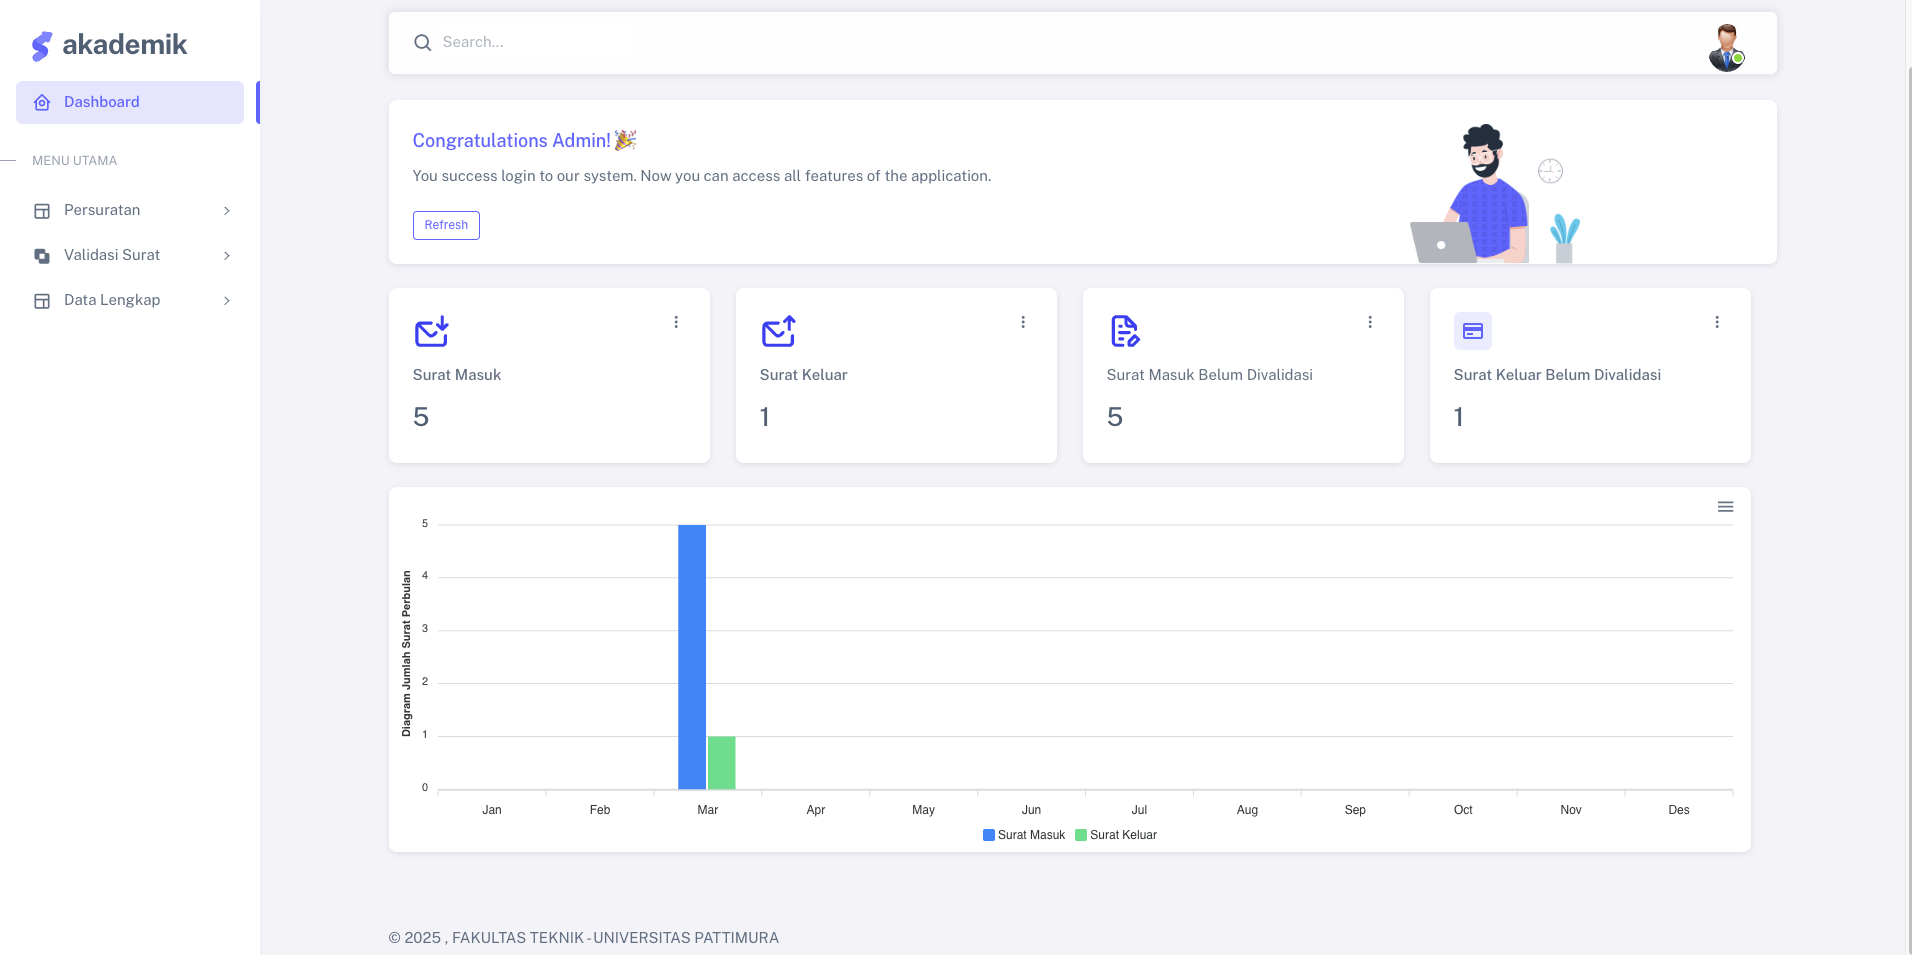 akademik
Dashboard
MENU UTAMA
Persuratan
Validasi Surat
Data Lengkap
Search...
Congratulations Admin! 🎉
You success login to our system. Now you can access all features of the application.
Refresh
Surat Masuk
5
Surat Keluar
1
Surat Masuk Belum Divalidasi
5
Surat Keluar Belum Divalidasi
1
Diagram Jumlah Surat Perbulan
5
4
3
2
1
0
Jan Feb Mar Apr May Jun Jul Aug Sep Oct Nov Des
Surat Masuk Surat Keluar
© 2025 , FAKULTAS TEKNIK - UNIVERSITAS PATTIMURA